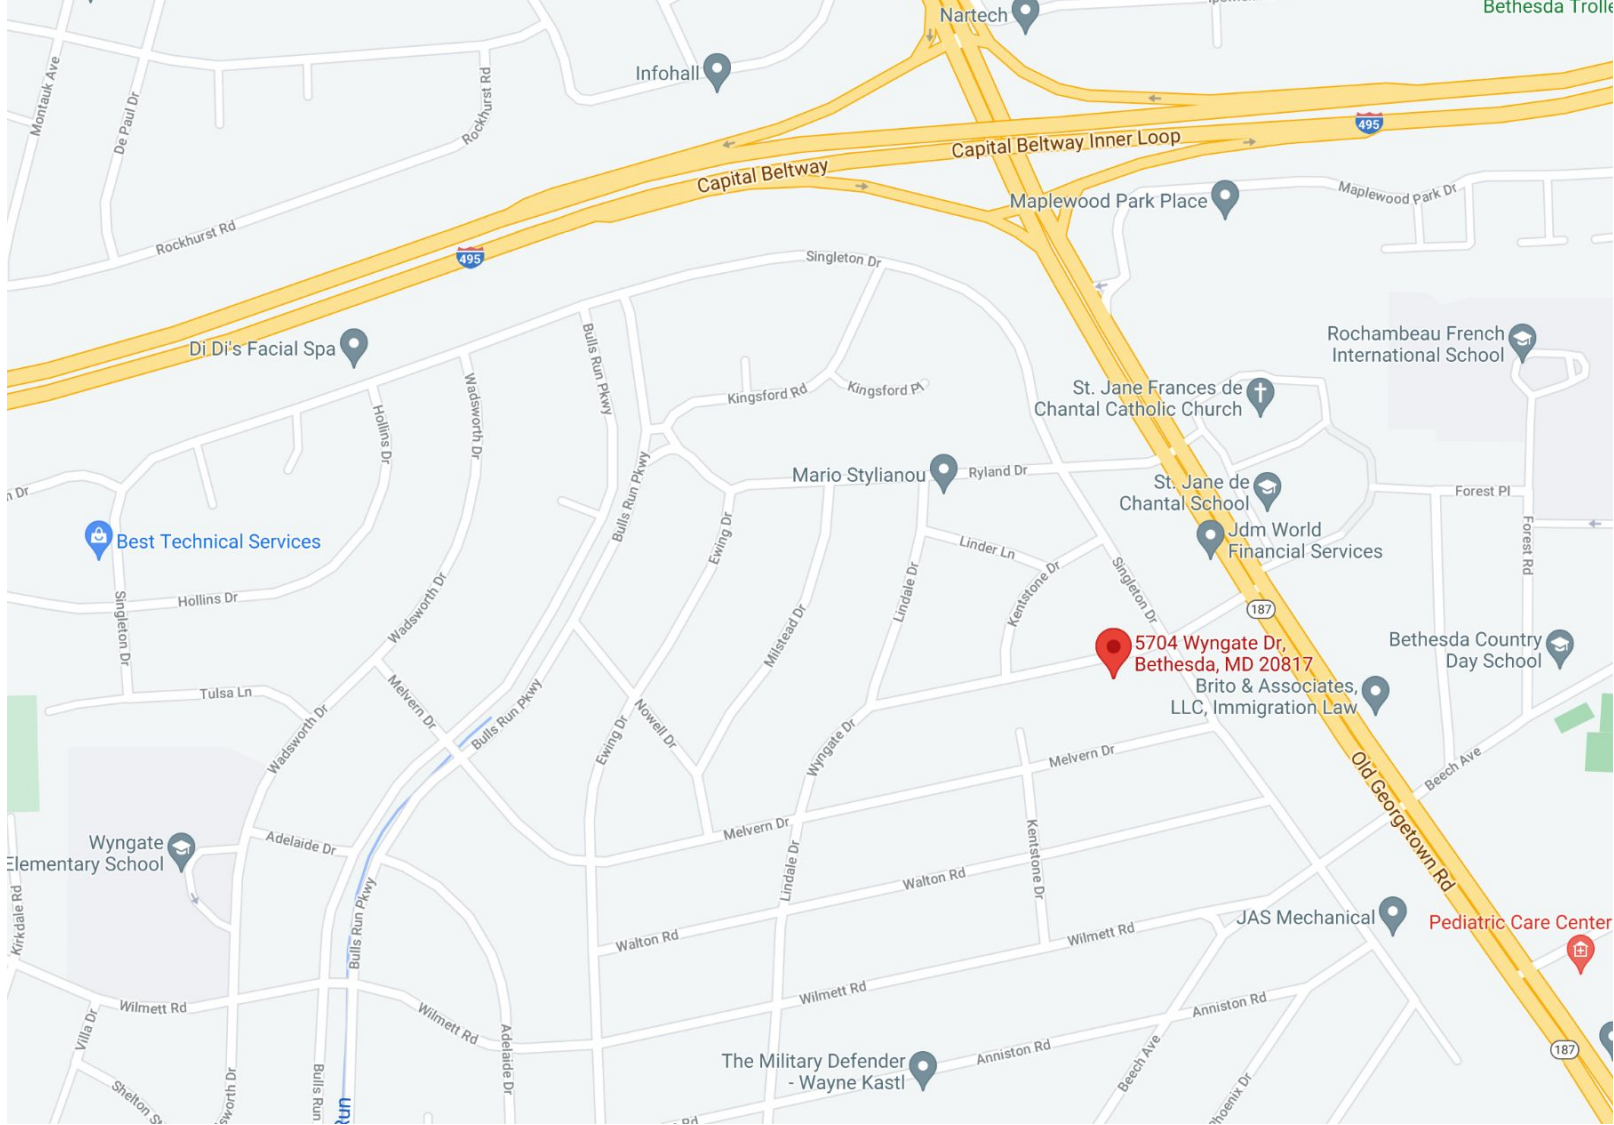 Nartech
Bethesda Trolle
Infohall
Montauk Ave
De Paul Dr
Rockhurst Rd
Rockhurst Rd
495
Capital Beltway Inner Loop
Capital Beltway
Maplewood Park Place
Maplewood Park Dr
495
Singleton Dr
Di Di's Facial Spa
Bulls Run Pkwy
Rochambeau French
International School
Wadsworth Dr
Hollins Dr
Kingsford Rd
Kingsford Pl
St. Jane Frances de
Chantal Catholic Church
Mario Stylianou
Ryland Dr
n Dr
Bulls Run Pkwy
St. Jane de
Chantal School
Forest Pl
Best Technical Services
Ewing Dr
Linder Ln
Jdm World
Financial Services
Forest Rd
Hollins Dr
Singleton Dr
Wadsworth Dr
Lindale Dr
Kentstone Dr
Singleton Dr
187
Milstead Dr
5704 Wyngate Dr,
Bethesda, MD 20817
Bethesda Country
Day School
Tulsa Ln
Melvern Dr
Brito & Associates,
LLC, Immigration Law
Wadsworth Dr
Bulls Run Pkwy
Ewing Dr
Nowell Dr
Wyngate Dr
Melvern Dr
Beech Ave
Old Georgetown Rd
Wyngate
Elementary School
Adelaide Dr
Melvern Dr
Lindale Dr
Kentstone Dr
Walton Rd
Kirkdale Rd
Bulls Run Pkwy
Walton Rd
Wilmett Rd
JAS Mechanical
Pediatric Care Center
Wilmett Rd
Wilmett Rd
Wilmett Rd
Anniston Rd
Villa Dr
Adelaide Dr
The Military Defender
- Wayne Kastl
Anniston Rd
Beech Ave
187
Shelton St
sworth Dr
Bulls Run
Run
hoenix Dr
Rd